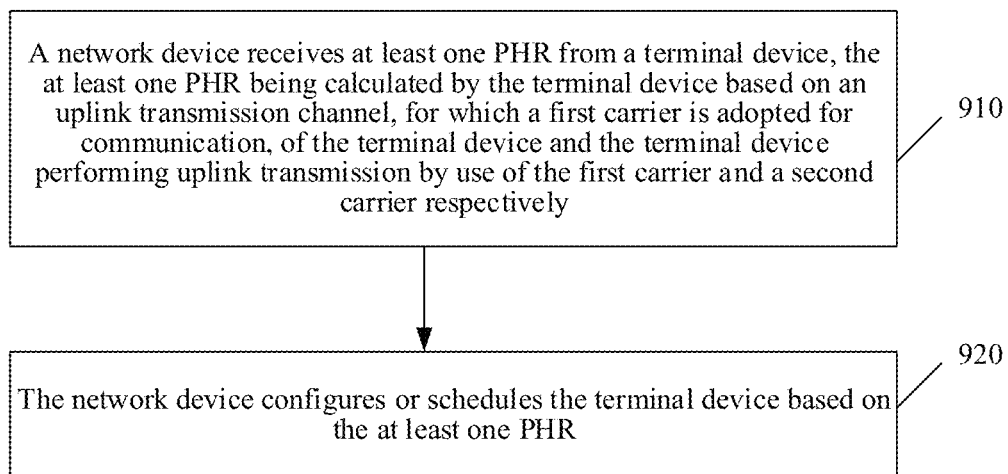 A network device receives at least one PHR from a terminal device, the
at least one PHR being calculated by the terminal device based on an
uplink transmission channel, for which a first carrier is adopted for
communication, of the terminal device and the terminal device
performing uplink transmission by use of the first carrier and a second
carrier respectively
910
The network device configures or schedules the terminal device based on
the at least one PHR
920